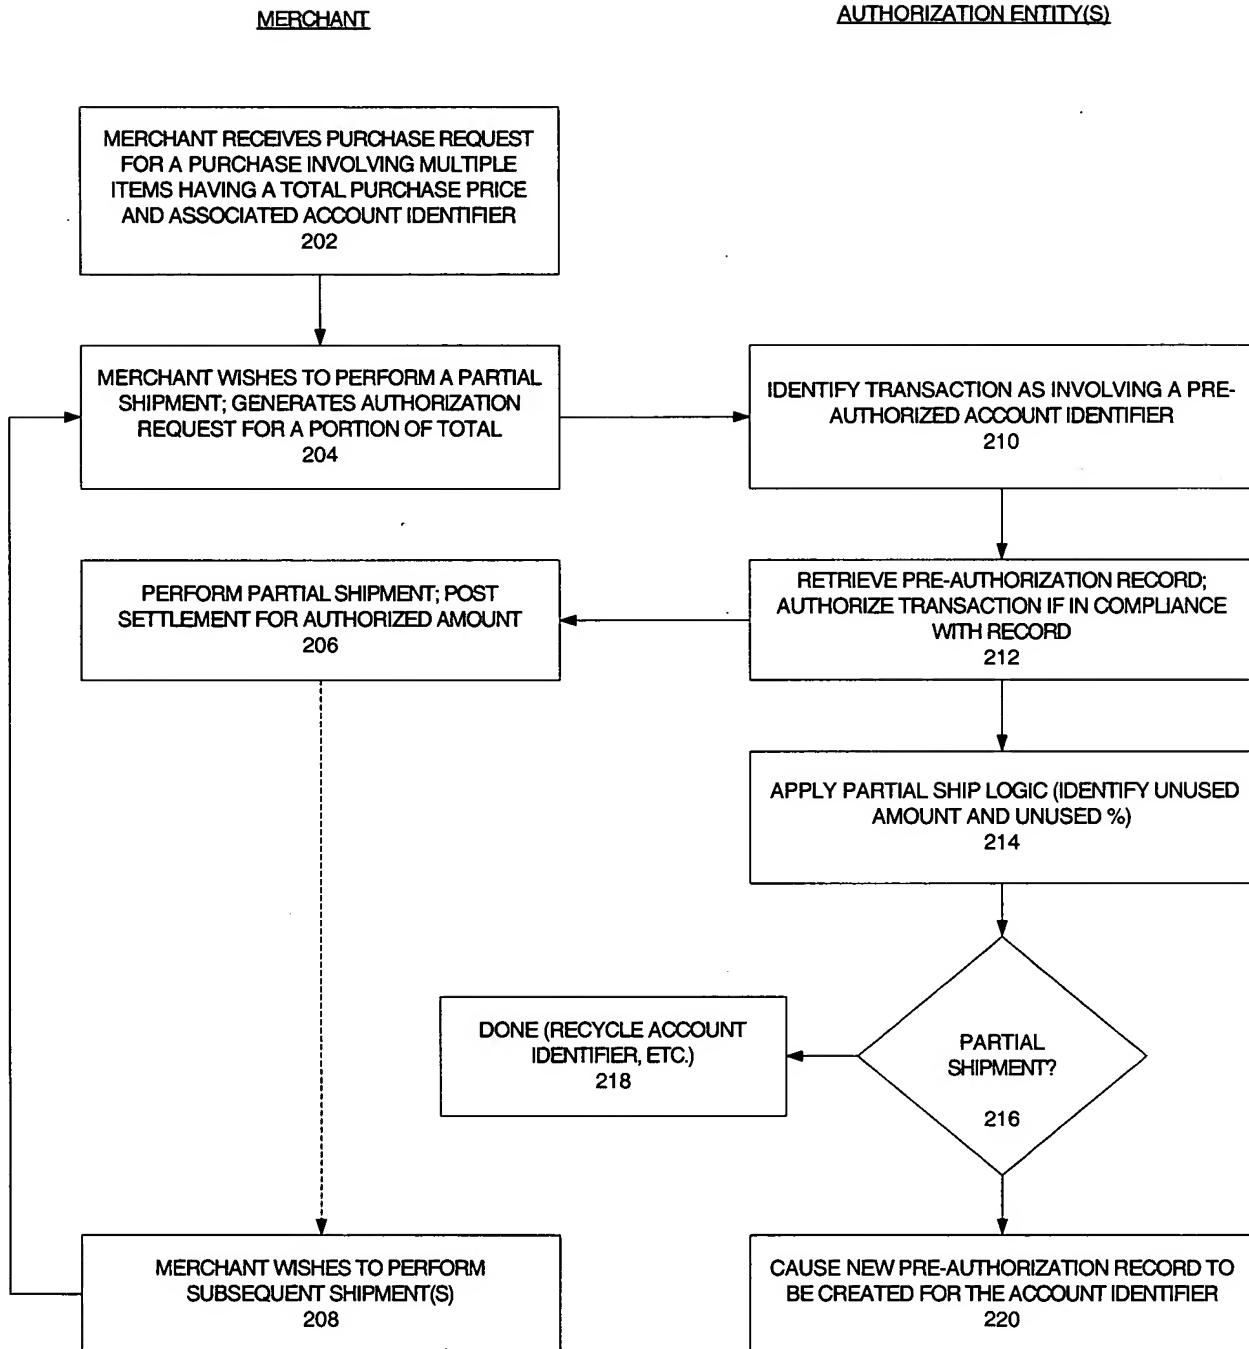 MERCHANT
AUTHORIZATION ENTITY(S)
MERCHANT RECEIVES PURCHASE REQUEST
FOR A PURCHASE INVOLVING MULTIPLE
ITEMS HAVING A TOTAL PURCHASE PRICE
AND ASSOCIATED ACCOUNT IDENTIFIER
202
MERCHANT WISHES TO PERFORM A PARTIAL
SHIPMENT; GENERATES AUTHORIZATION
REQUEST FOR A PORTION OF TOTAL
204
IDENTIFY TRANSACTION AS INVOLVING A PRE-
AUTHORIZED ACCOUNT IDENTIFIER
210
PERFORM PARTIAL SHIPMENT; POST
SETTLEMENT FOR AUTHORIZED AMOUNT
206
RETRIEVE PRE-AUTHORIZATION RECORD;
AUTHORIZE TRANSACTION IF IN COMPLIANCE
WITH RECORD
212
APPLY PARTIAL SHIP LOGIC (IDENTIFY UNUSED
AMOUNT AND UNUSED %)
214
DONE (RECYCLE ACCOUNT
IDENTIFIER, ETC.)
218
PARTIAL
SHIPMENT?
216
MERCHANT WISHES TO PERFORM
SUBSEQUENT SHIPMENT(S)
208
CAUSE NEW PRE-AUTHORIZATION RECORD TO
BE CREATED FOR THE ACCOUNT IDENTIFIER
220